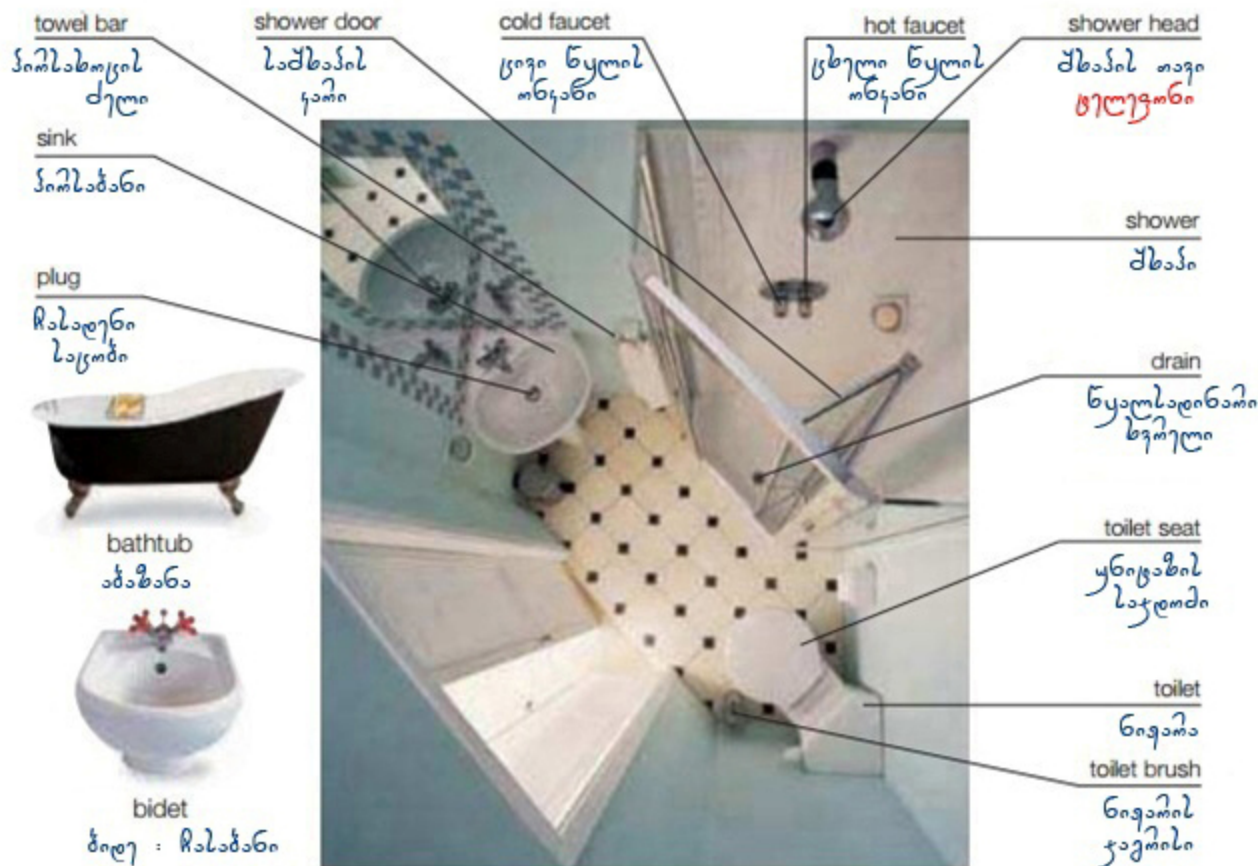 towel bar
პირსახოცის
ძელი
shower door
საშხაპის
კარი
cold faucet
ცივი წყლის
ონკანი
hot faucet
ცხელი წყლის
ონკანი
shower head
შხაპის თავი
ტელეფონი
sink
პირსაბანი
shower
შხაპი
plug
ჩასადენი
საცობი
drain
წყალსადინარი
ხვრელი
bathtub
აბაზანა
toilet seat
უნიტაზის
საჯდომი
toilet
ნიჟარა
toilet brush
ნიჟარის
ჯაგრისი
bidet
ბიდე : ჩასაბანი